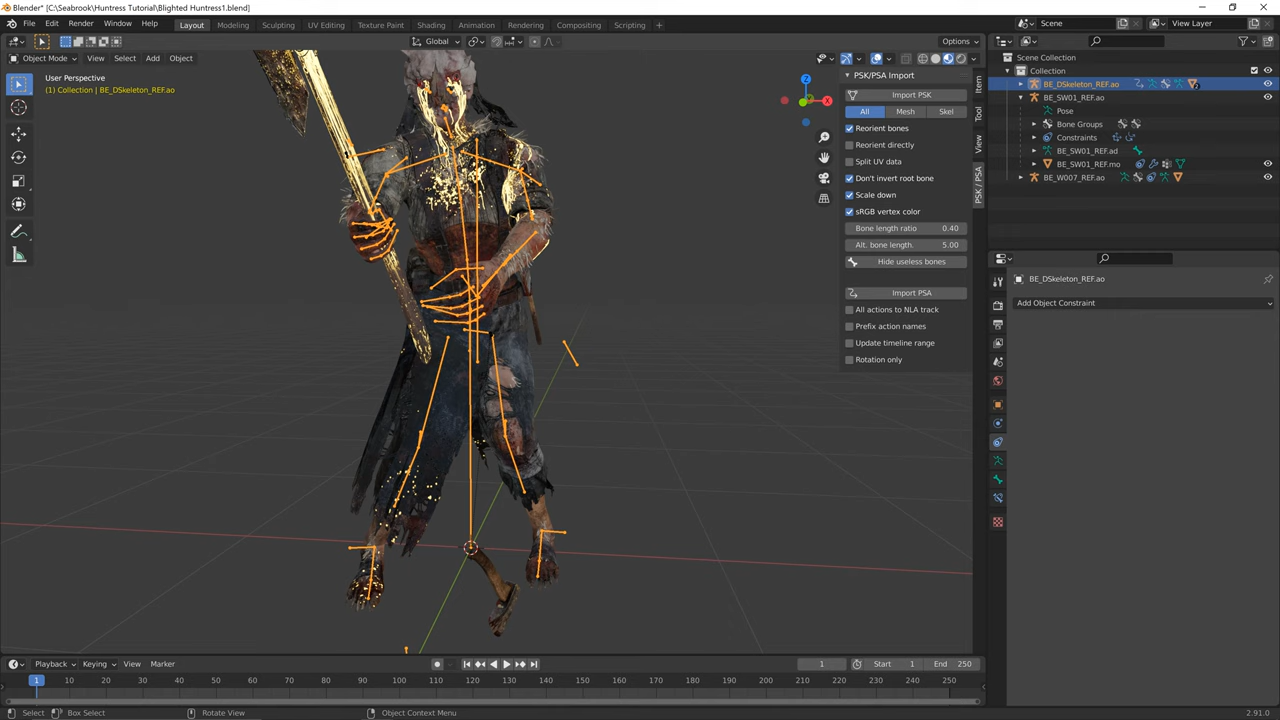 Blender* [C:\Seabrook\Huntress Tutorial\Blighted Huntress1.blend]
File Edit Render Window Help Layout Modeling Sculpting UV Editing Texture Paint Shading Animation Rendering Compositing Scripting Scene View Layer
Global Options
Object Mode View Select Add Object
User Perspective
(1) Collection | BE_DSkeleton_REF.ao
Z
X
PSK/PSA Import
Import PSK
All Mesh Skel
Reorient bones
Reorient directly
Split UV data
Don't invert root bone
Scale down
sRGB vertex color
Bone length ratio 0.40
Alt. bone length. 5.00
Hide useless bones
Import PSA
All actions to NLA track
Prefix action names
Update timeline range
Rotation only
Item
Tool
View
PSK / PSA
Scene Collection
Collection
BE_DSkeleton_REF.ao
BE_SW01_REF.ao
Pose
Bone Groups
Constraints
BE_SW01_REF.ad
BE_SW01_REF.mo
BE_W007_REF.ao
BE_DSkeleton_REF.ao
Add Object Constraint
Playback Keying View Marker 1 Start 1 End 250
1 10 20 30 40 50 60 70 80 90 100 110 120 130 140 150 160 170 180 190 200 210 220 230 240 250
Select Box Select Rotate View Object Context Menu 2.91.0